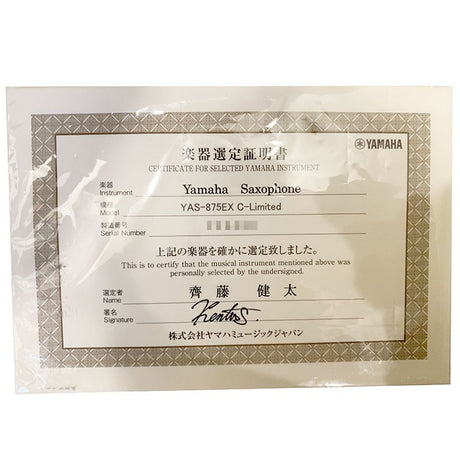 楽器選定証明書
CERTIFICATE FOR SELECTED YAMAHA INSTRUMENT
YAMAHA
楽器
Instrument Yamaha Saxophone
機種
Model YAS-875EX C-Limited
製造番号
Serial Number
上記の楽器を確かに選定致しました。
This is to certify that the musical instrument mentioned above was
personally selected by the undersigned.
選定者
Name 齊藤 健太
署名
Signature
株式会社ヤマハミュージックジャパン